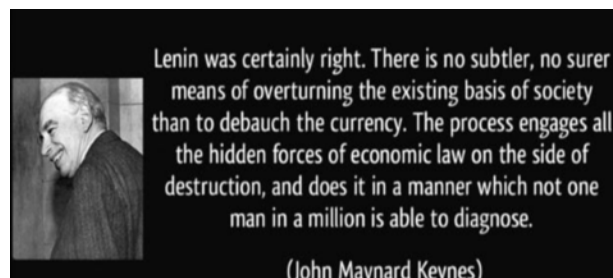 Lenin was certainly right. There is no subtler, no surer
means of overturning the existing basis of society
than to debauch the currency. The process engages all
the hidden forces of economic law on the side of
destruction, and does it in a manner which not one
man in a million is able to diagnose.
(John Maynard Keynes)